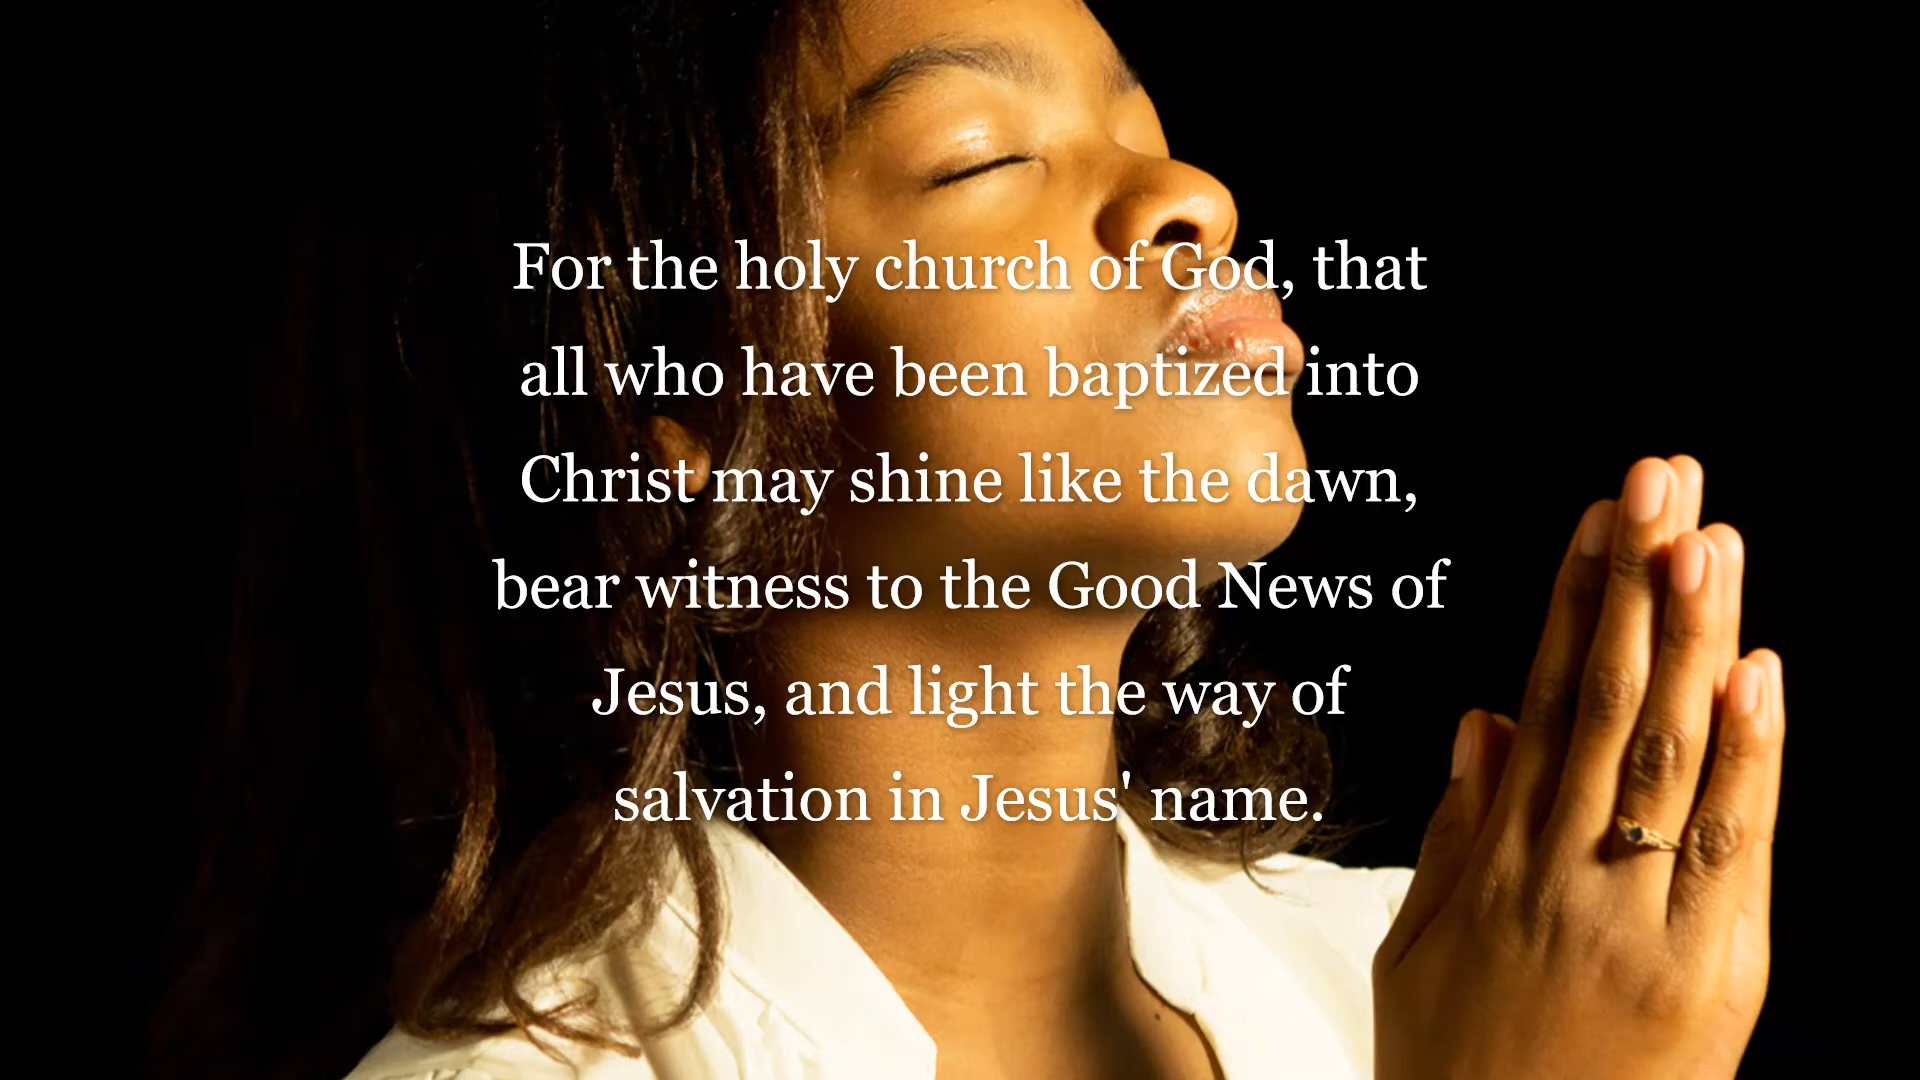 For the holy church of God, that
all who have been baptized into
Christ may shine like the dawn,
bear witness to the Good News of
Jesus, and light the way of
salvation in Jesus' name.